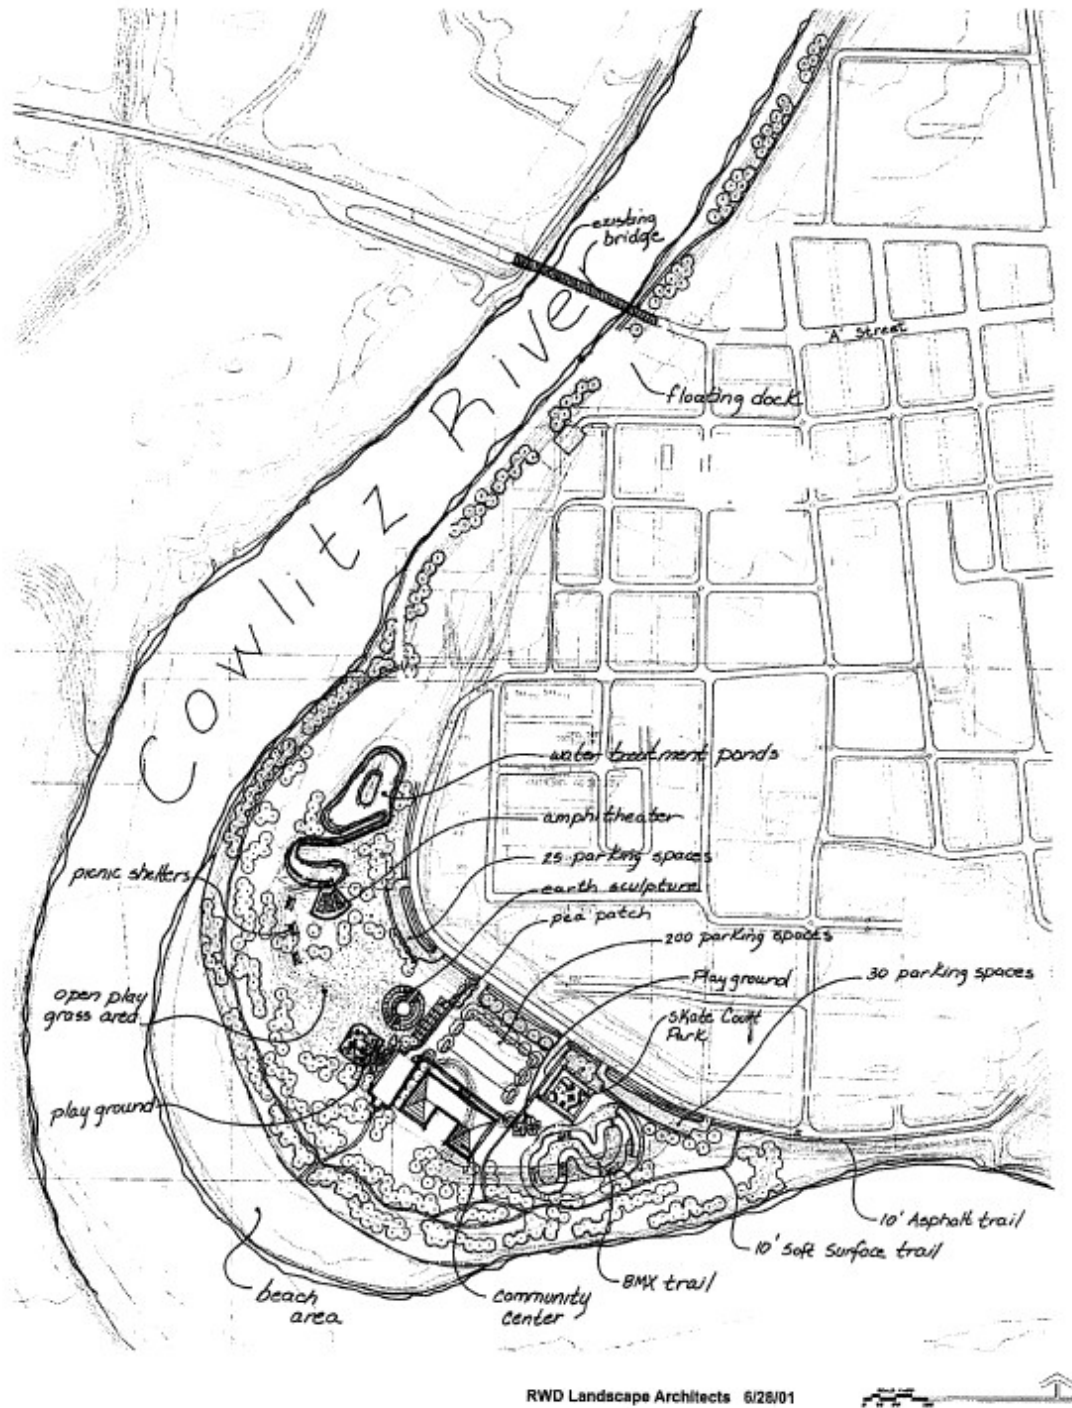 existing
bridge
'A' Street
floating dock
Cowlitz River
water treatment ponds
amphitheater
25 parking spaces
picnic shelters
earth sculpture
pea patch
200 parking spaces
Play ground
30 parking spaces
open play
grass area
Skate Court
Park
play ground
10' Asphalt trail
10' Soft Surface trail
BMX trail
beach
area
community
center
RWD Landscape Architects 6/28/01